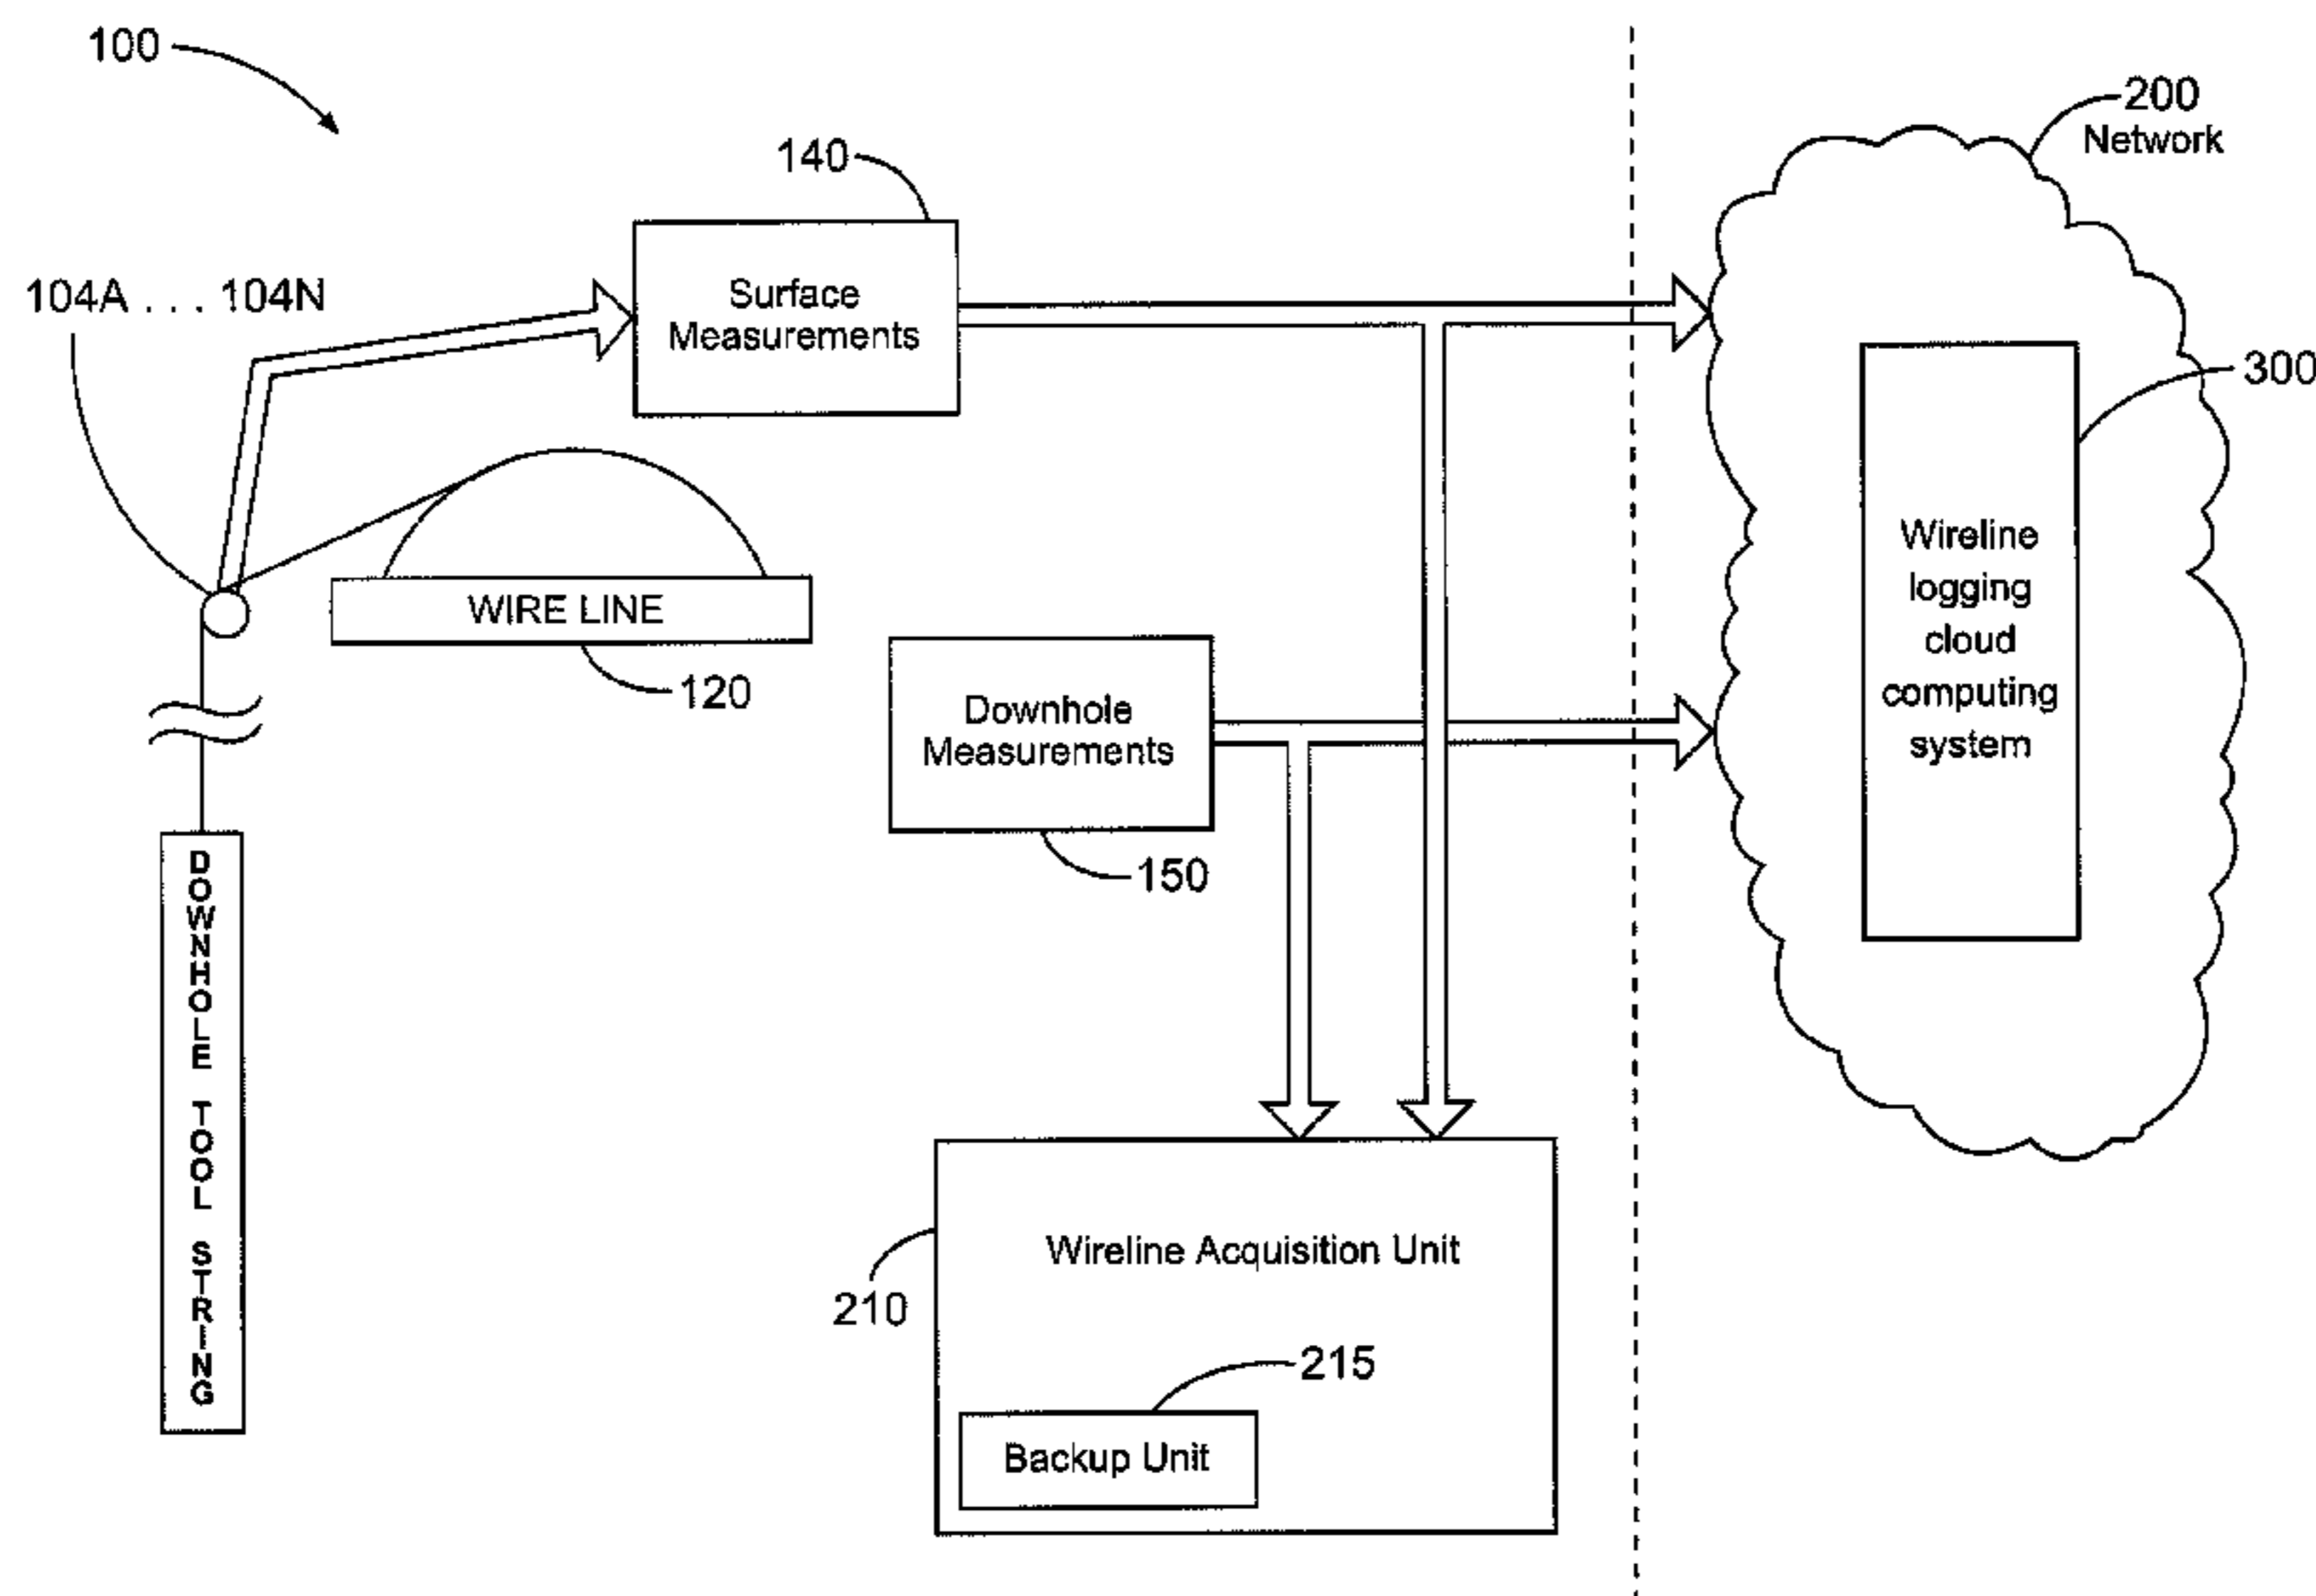 100
200
Network
140
104A . . . 104N
Surface
Measurements
300
WIRE LINE
120
Downhole
Measurements
150
Wireline
logging
cloud
computing
system
DOWNHOLE TOOL STRING
Wireline Acquisition Unit
210
215
Backup Unit